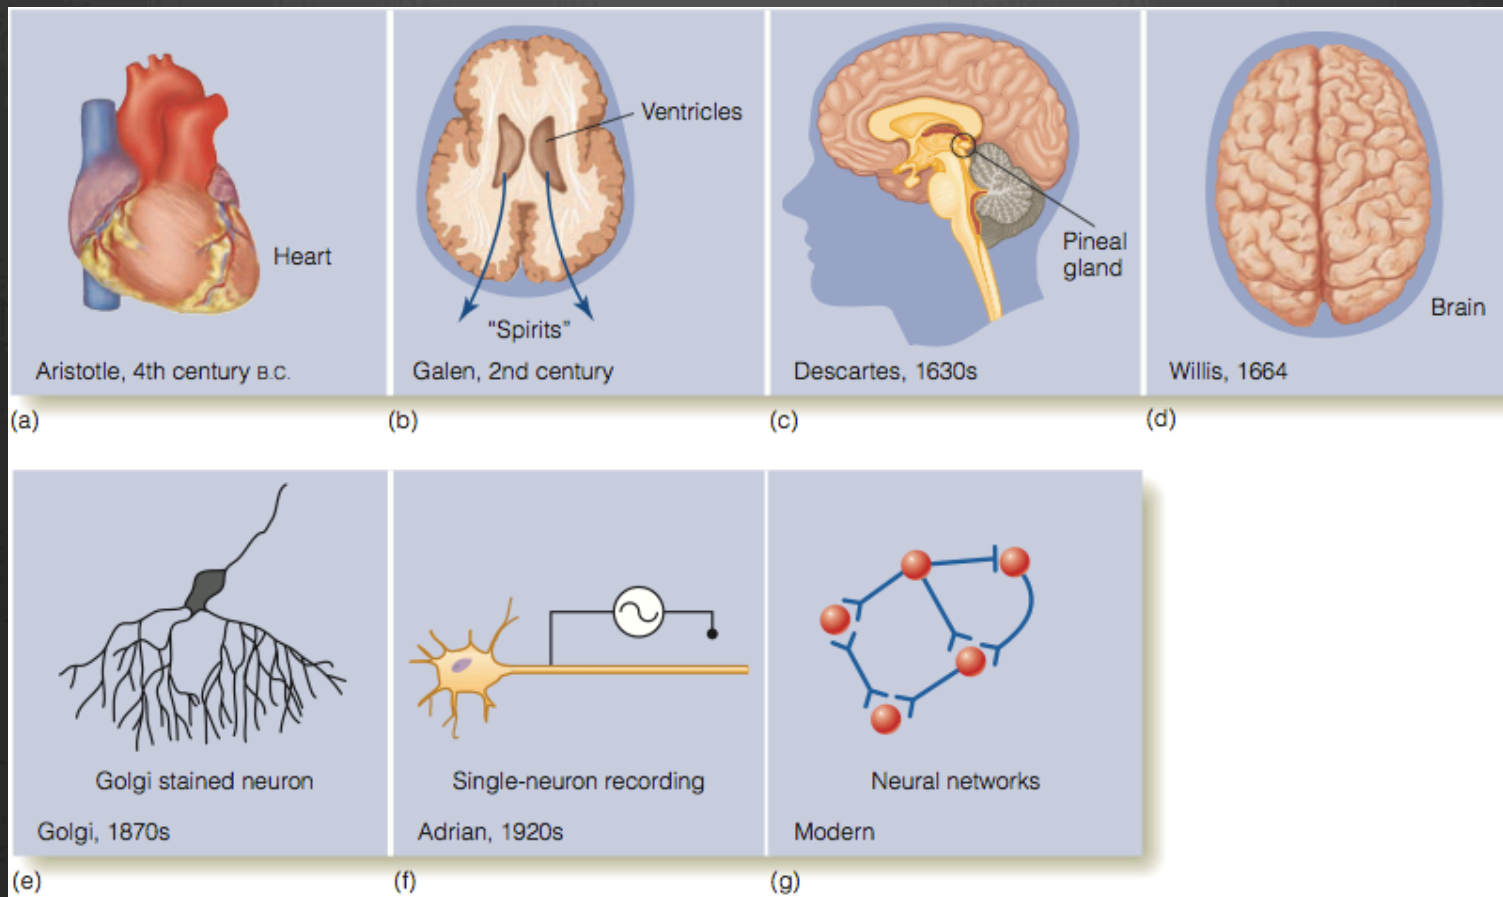 Heart
Aristotle, 4th century B.C.
(a)
Ventricles
"Spirits"
Galen, 2nd century
(b)
Pineal
gland
Descartes, 1630s
(c)
Brain
Willis, 1664
(d)
Golgi stained neuron
Golgi, 1870s
(e)
Single-neuron recording
Adrian, 1920s
(f)
Neural networks
Modern
(g)